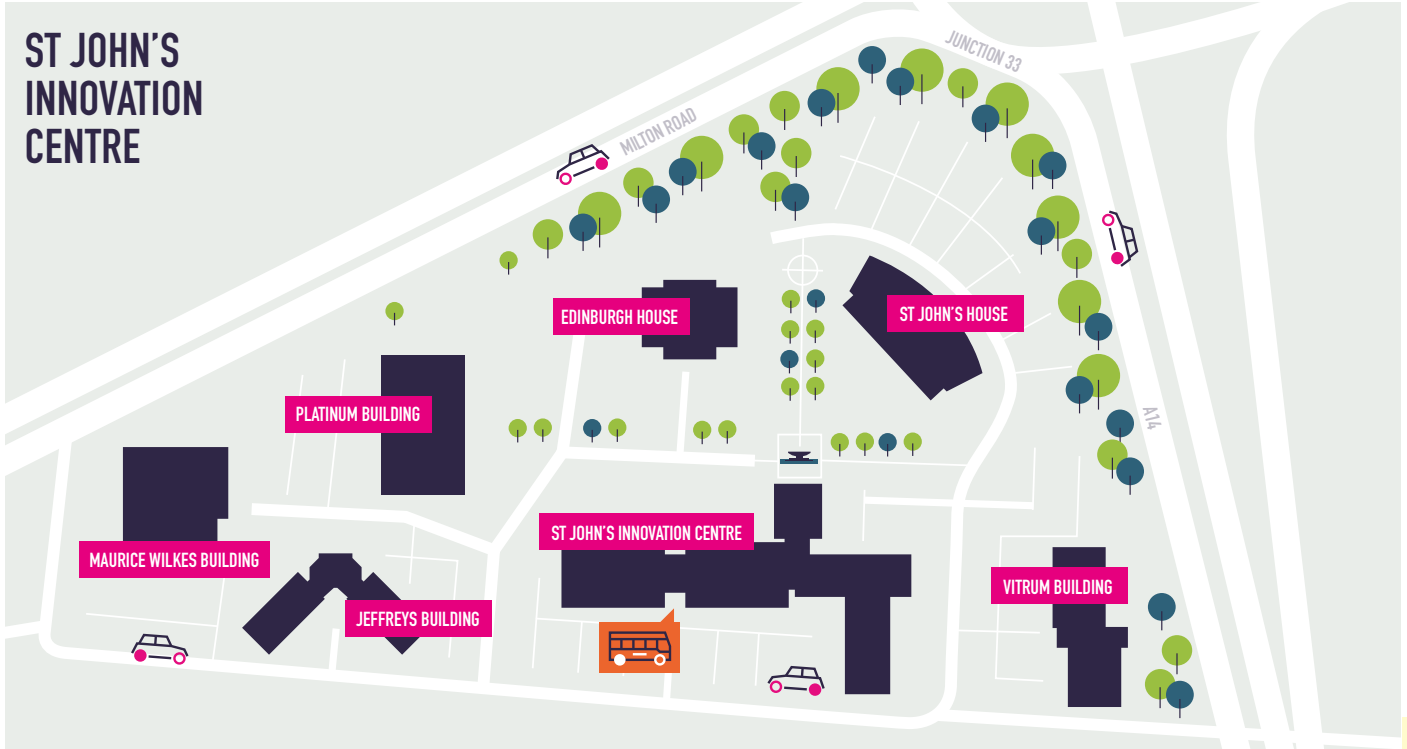 ST JOHN'S
INNOVATION
CENTRE
JUNCTION 33
MILTON ROAD
EDINBURGH HOUSE
ST JOHN'S HOUSE
PLATINUM BUILDING
A14
ST JOHN'S INNOVATION CENTRE
MAURICE WILKES BUILDING
VITRUM BUILDING
JEFFREYS BUILDING